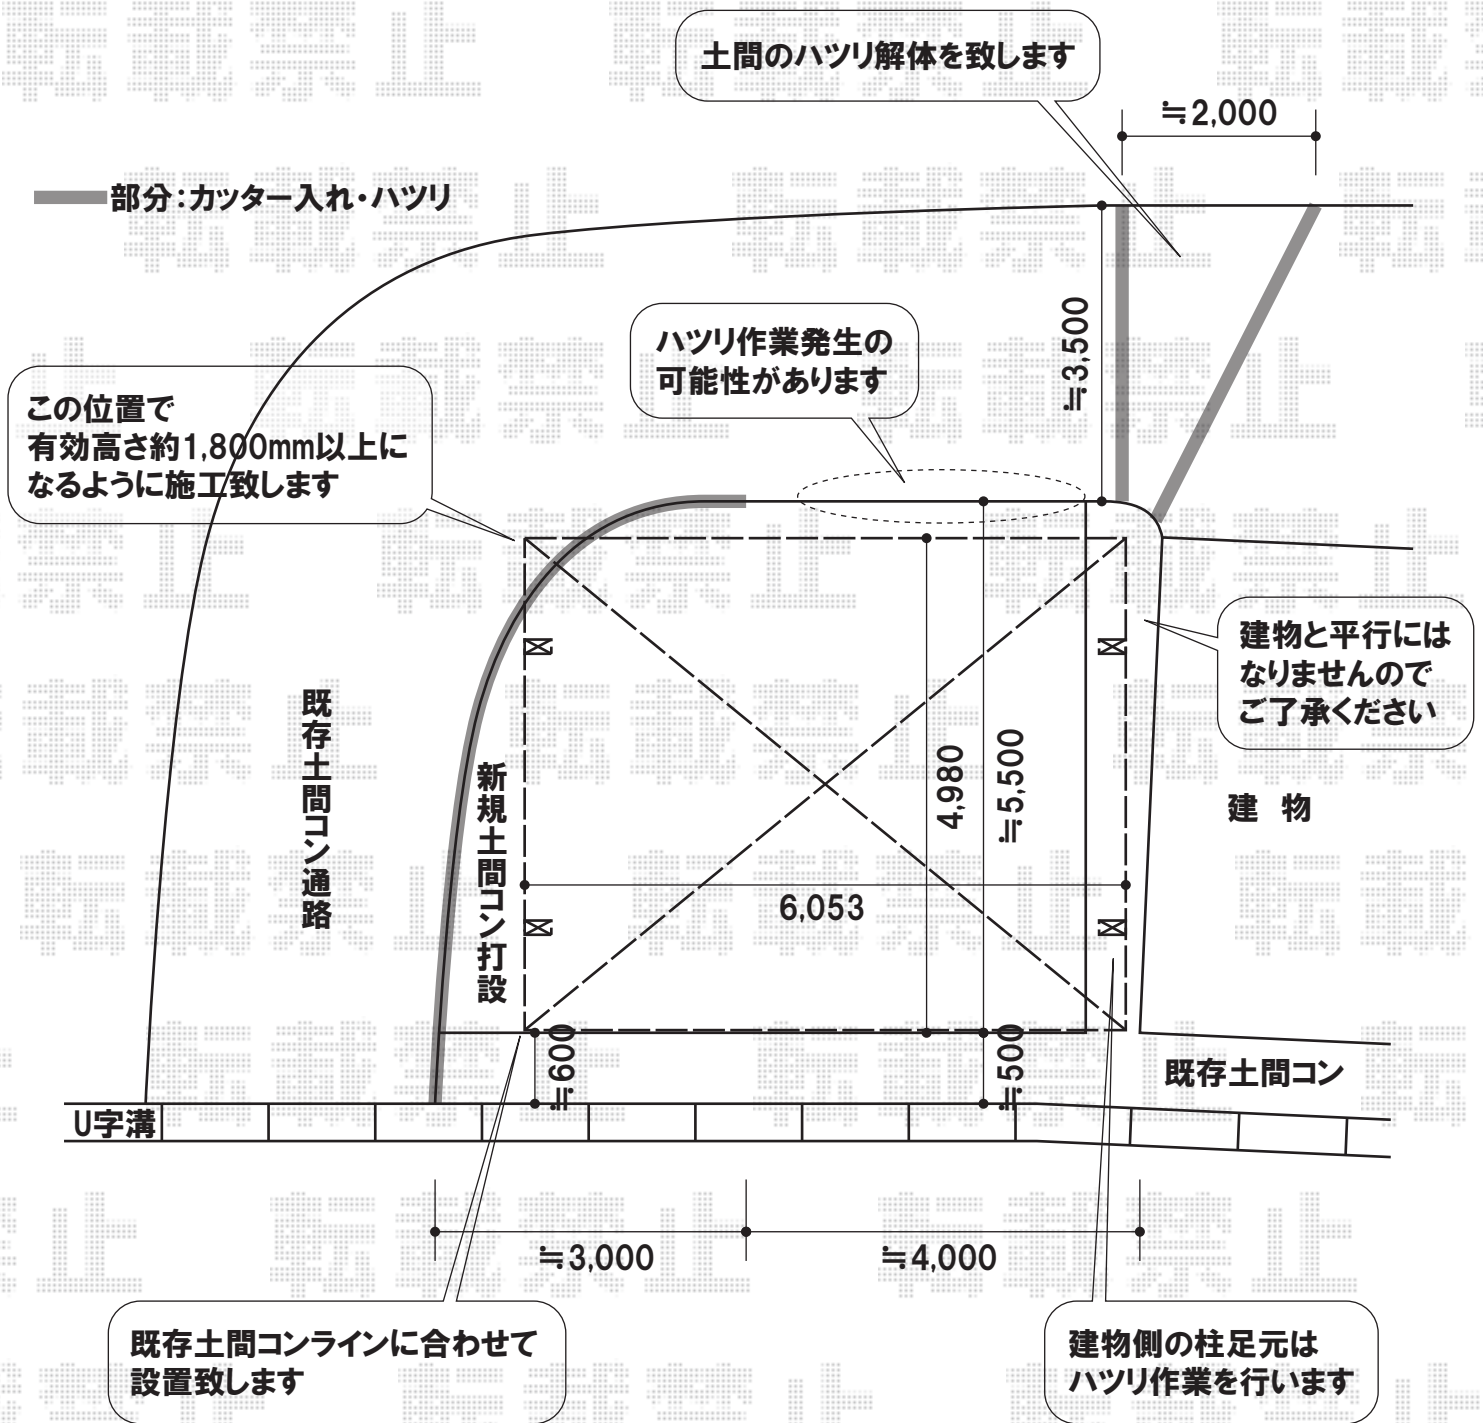 土間のハツリ解体を致します
≒2,000
部分：カッター入れ・ハツリ
≒3,500
ハツリ作業発生の
可能性があります
この位置で
有効高さ約1,800mm以上に
なるように施工致します
建物と平行には
なりませんので
ご了承ください
既存土間コン通路
新規土間コン打設
4,980
≒5,500
建 物
6,053
≒600
≒500
既存土間コン
U字溝
≒3,000
≒4,000
既存土間コンラインに合わせて
設置致します
建物側の柱足元は
ハツリ作業を行います
転載禁止